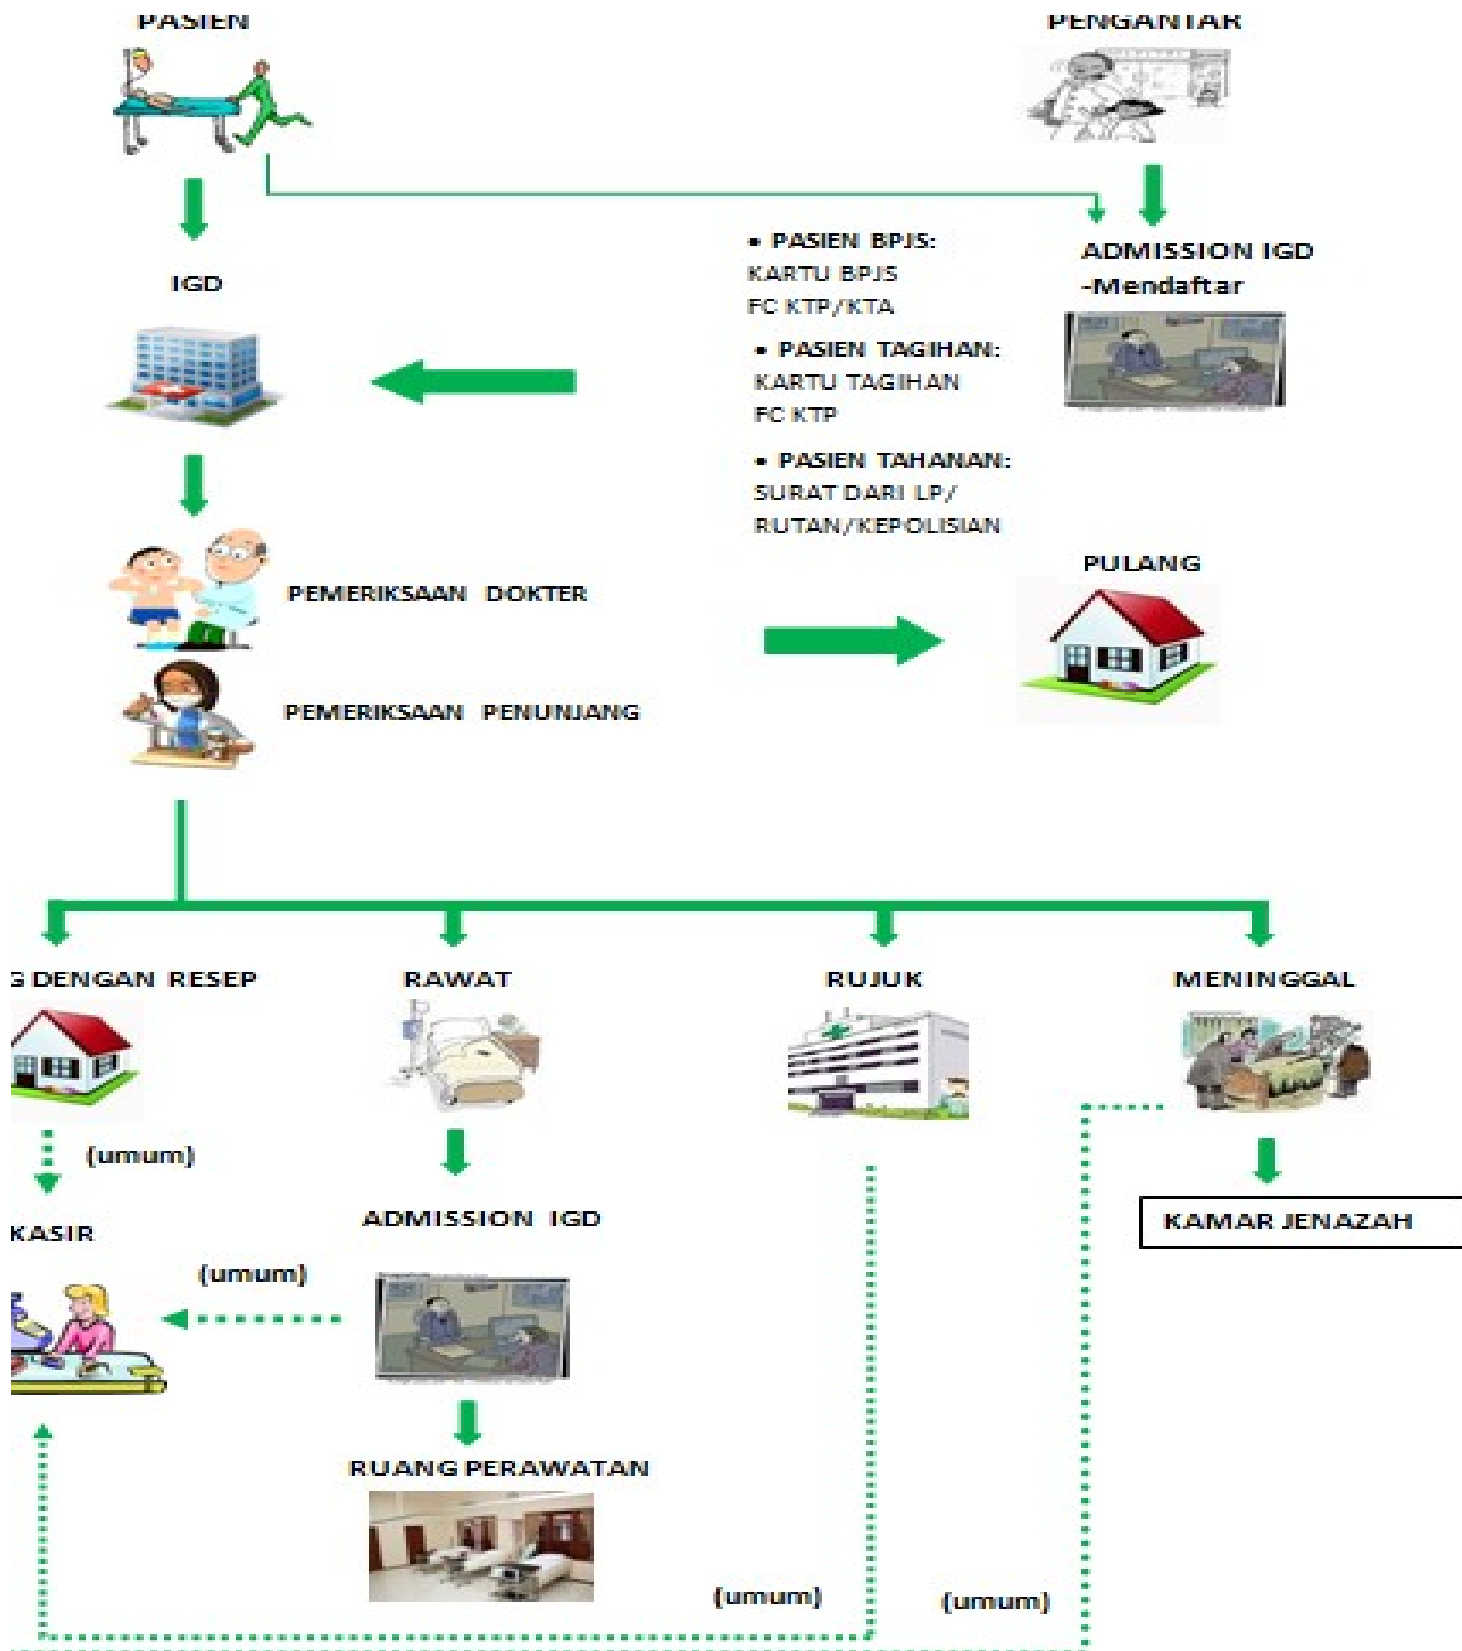 PASIEN
PENGANTAR
• PASIEN BPJS:
KARTU BPJS
FC KTP/KTA
ADMISSION IGD
-Mendaftar
IGD
• PASIEN TAGIHAN:
KARTU TAGIHAN
FC KTP
• PASIEN TAHANAN:
SURAT DARI LP/
RUTAN/KEPOLISIAN
PULANG
PEMERIKSAAN DOKTER
PEMERIKSAAN PENUNJANG
G DENGAN RESEP
RAWAT
RUJUK
MENINGGAL
(umum)
KAMAR JENAZAH
KASIR
ADMISSION IGD
(umum)
RUANG PERAWATAN
(umum)
(umum)